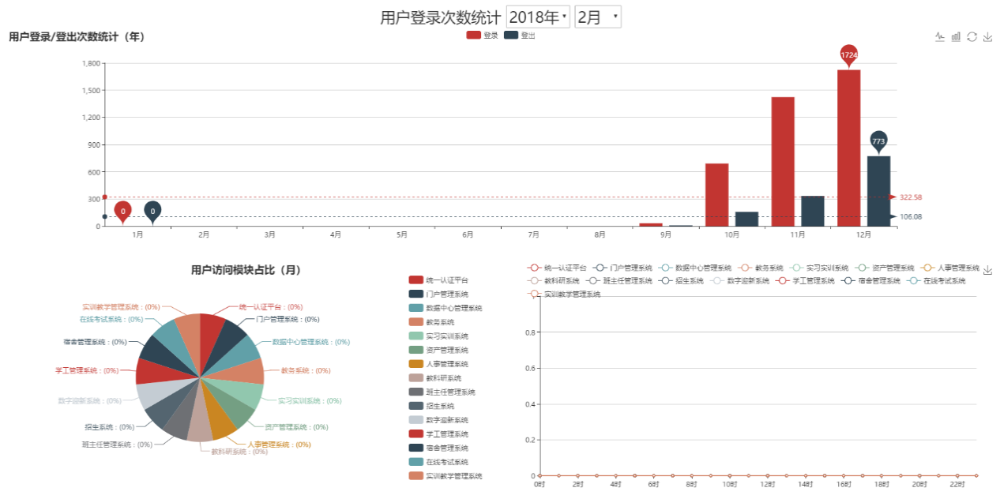 用户登录次数统计 2018年 2月
用户登录/登出次数统计（年）
登录 登出
1,800
1,500
1,200
900
600
300
0
0
0
1724
773
322.58
106.08
1月 2月 3月 4月 5月 6月 7月 8月 9月 10月 11月 12月
用户访问模块占比（月）
实训教学管理系统：(0%)
在线考试系统：(0%)
宿舍管理系统：(0%)
学工管理系统：(0%)
数字迎新系统：(0%)
招生系统：(0%)
班主任管理系统：(0%)
统一认证平台：(0%)
门户管理系统：(0%)
数据中心管理系统：(0%)
教务系统：(0%)
实习实训系统：(0%)
资产管理系统：(0%)
人事管理系统：(0%)
教科研系统：(0%)
统一认证平台
门户管理系统
数据中心管理系统
教务系统
实习实训系统
资产管理系统
人事管理系统
教科研系统
班主任管理系统
招生系统
数字迎新系统
学工管理系统
宿舍管理系统
在线考试系统
实训教学管理系统
统一认证平台 门户管理系统 数据中心管理系统 教务系统 实习实训系统 资产管理系统 人事管理系统
教科研系统 班主任管理系统 招生系统 数字迎新系统 学工管理系统 宿舍管理系统 在线考试系统
实训教学管理系统
0.8
0.6
0.4
0.2
0
0时 2时 4时 6时 8时 10时 12时 14时 16时 18时 20时 22时